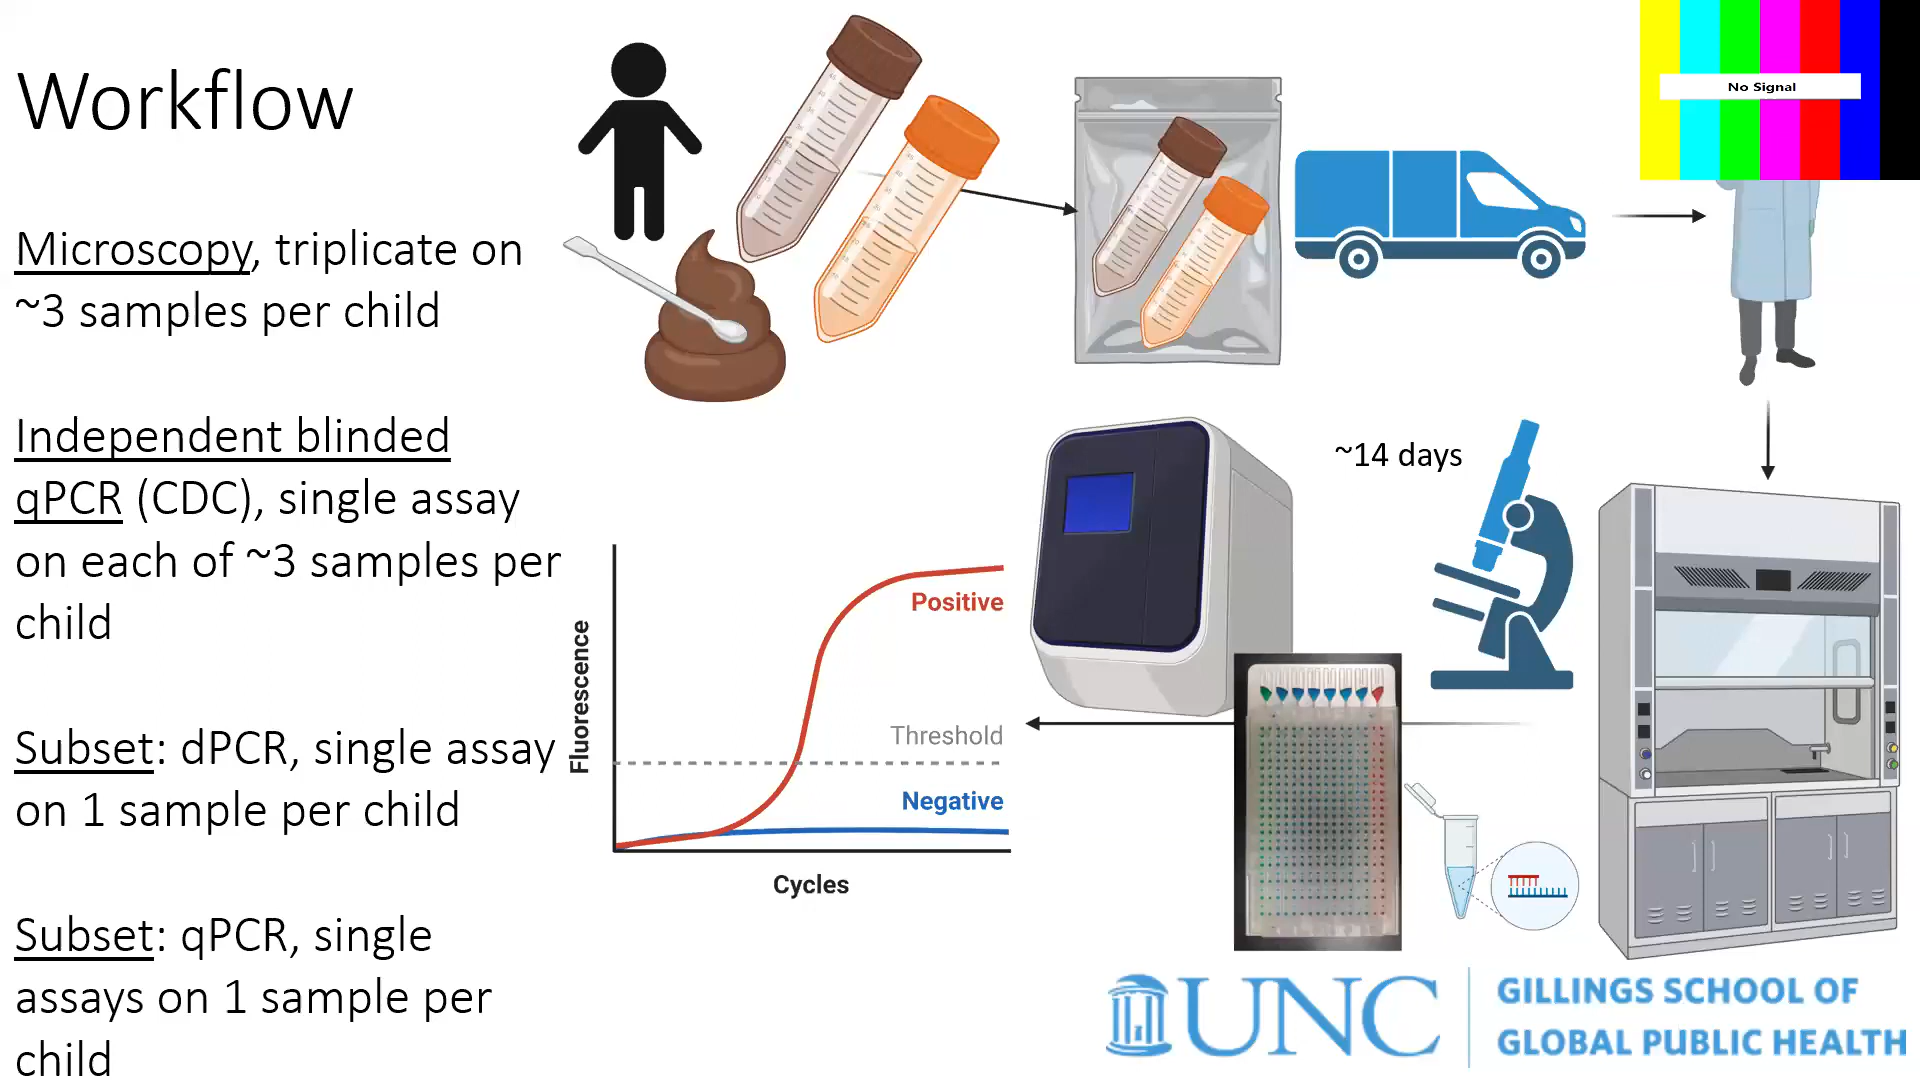 Workflow
Microscopy, triplicate on
~3 samples per child
Independent blinded
qPCR (CDC), single assay
on each of ~3 samples per
child
Subset: dPCR, single assay
on 1 sample per child
Subset: qPCR, single
assays on 1 sample per
child
No Signal
~14 days
Fluorescence
Positive
Threshold
Negative
Cycles
UNC
GILLINGS SCHOOL OF
GLOBAL PUBLIC HEALTH